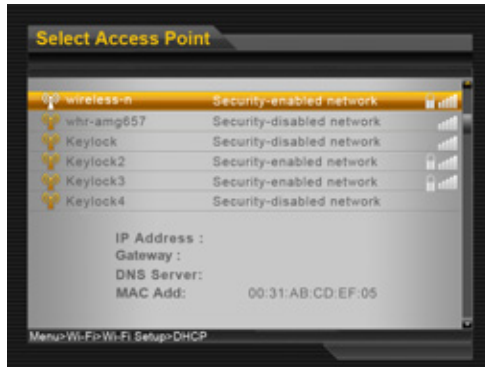 Select Access Point
wireless-n Security-enabled network
whr-amg657 Security-disabled network
Keylock Security-disabled network
Keylock2 Security-enabled network
Keylock3 Security-enabled network
Keylock4 Security-disabled network
IP Address :
Gateway :
DNS Server:
MAC Add: 00:31:AB:CD:EF:05
Menu>Wi-Fi>Wi-Fi Setup>DHCP